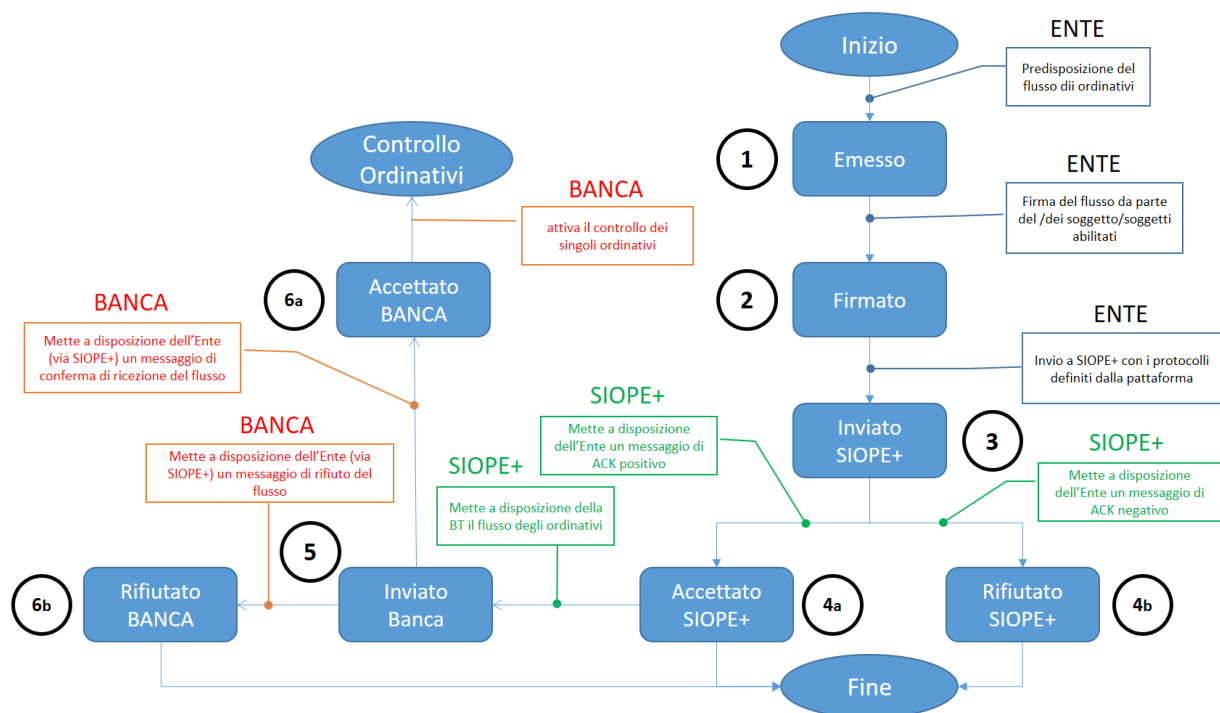 Inizio
ENTE
Predisposizione del
flusso dii ordinativi
1
Emesso
ENTE
Firma del flusso da parte
del /dei soggetto/soggetti
abilitati
2
Firmato
ENTE
Invio a SIOPE+ con i protocolli
definiti dalla pattaforma
Inviato
SIOPE+
3
SIOPE+
Mette a disposizione
dell'Ente un messaggio di
ACK positivo
SIOPE+
Mette a disposizione
dell'Ente un messaggio di
ACK negativo
Accettato
SIOPE+
4a
Rifiutato
SIOPE+
4b
SIOPE+
Mette a disposizione della
BT il flusso degli ordinativi
5
Inviato
Banca
BANCA
Mette a disposizione dell'Ente (via
SIOPE+) un messaggio di rifiuto del
flusso
6b
Rifiutato
BANCA
BANCA
Mette a disposizione dell'Ente
(via SIOPE+) un messaggio di
conferma di ricezione del flusso
6a
Accettato
BANCA
BANCA
attiva il controllo dei
singoli ordinativi
Controllo
Ordinativi
Fine